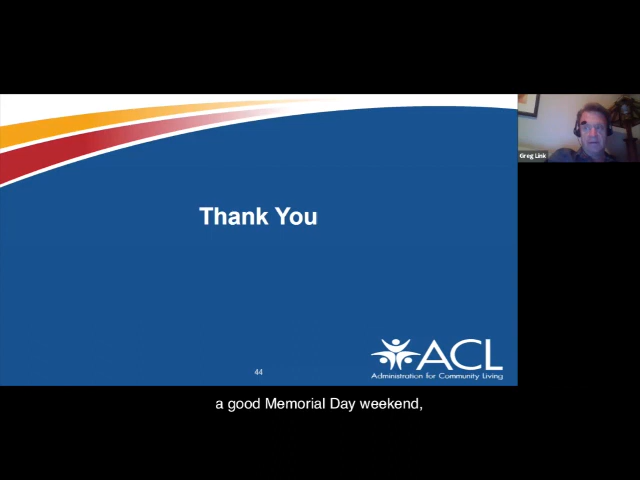 Greg Link
Thank You
ACL
Administration for Community Living
44
a good Memorial Day weekend,